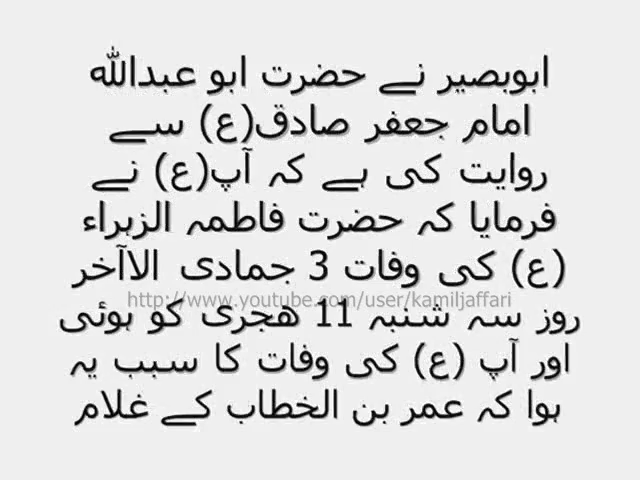 ابوبصیر نے حضرت ابو عبداللہ
امام جعفر صادق(ع) سے
روایت کی ہے کہ آپ(ع) نے
فرمایا کہ حضرت فاطمہ الزہراء
(ع) کی وفات 3 جمادی الاآخر
http://www.youtube.com/user/kamiljaffari
روز سہ شنبہ 11 ھجری کو ہوئی
اور آپ (ع) کی وفات کا سبب یہ
ہوا کہ عمر بن الخطاب کے غلام